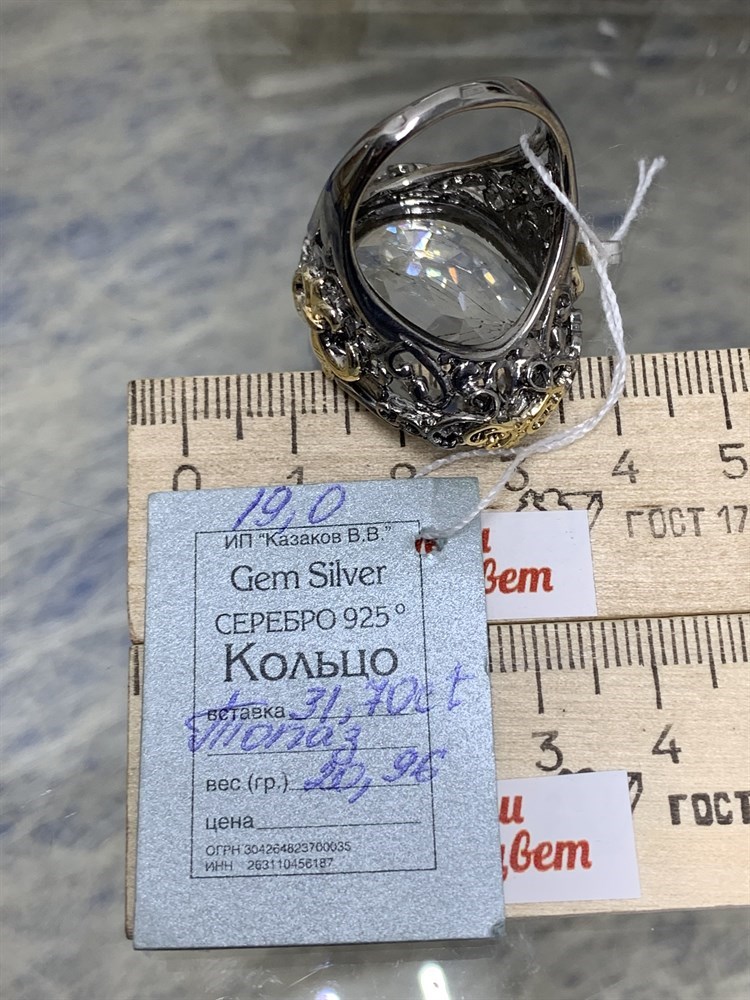 0 1 2 3 4 5
ГОСТ 17
19,0
ИП "Казаков В.В."
Gem Silver
СЕРЕБРО 925°
Кольцо
вставка 31,70ct
Топаз
вес (гр.) 20,96
цена
ОГРН 304264823700035
ИНН 263110456187
и
вет
3 4
ГОСТ
и
цвет